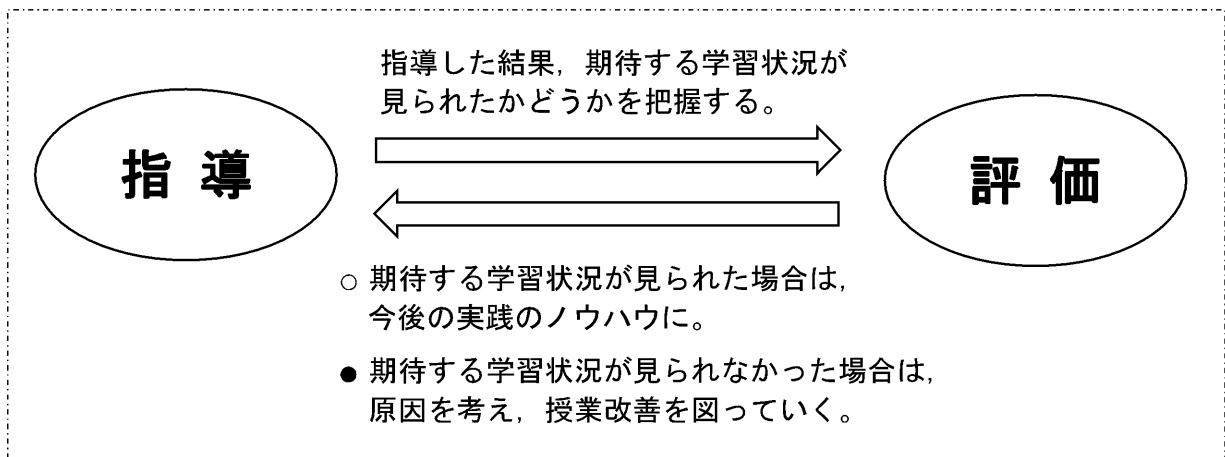 指導した結果，期待する学習状況が
見られたかどうかを把握する。
指 導
評 価
○ 期待する学習状況が見られた場合は，
今後の実践のノウハウに。
● 期待する学習状況が見られなかった場合は，
原因を考え，授業改善を図っていく。